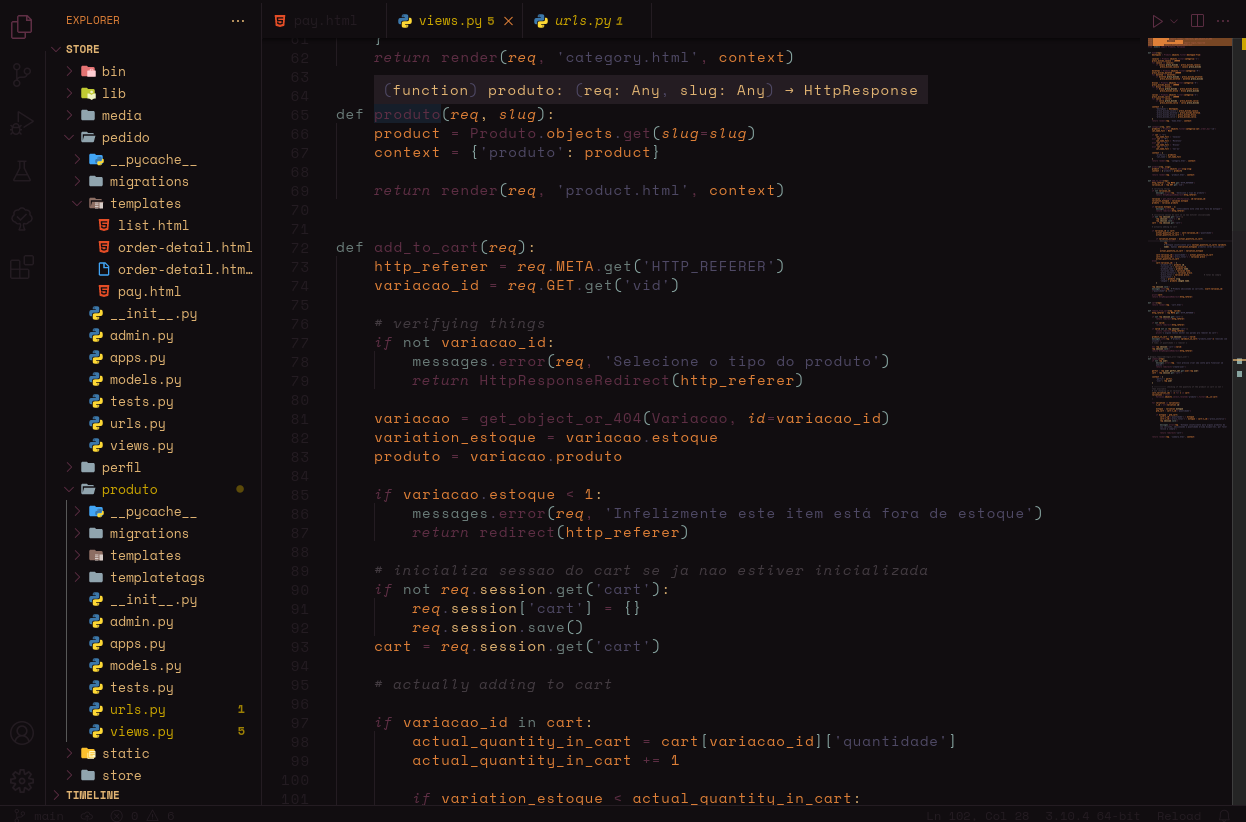 EXPLORER
STORE
bin
lib
media
pedido
__pycache__
migrations
templates
list.html
order-detail.html
order-detail.htm…
pay.html
__init__.py
admin.py
apps.py
models.py
tests.py
urls.py
views.py
perfil
produto
__pycache__
migrations
templates
templatetags
__init__.py
admin.py
apps.py
models.py
tests.py
urls.py 1
views.py 5
static
store
TIMELINE
pay.html
views.py 5
urls.py 1
61 }
62 return render(req, 'category.html', context)
63
(function) produto: (req: Any, slug: Any) → HttpResponse
64
65 def produto(req, slug):
66 product = Produto.objects.get(slug=slug)
67 context = {'produto': product}
68
69 return render(req, 'product.html', context)
70
71
72 def add_to_cart(req):
73 http_referer = req.META.get('HTTP_REFERER')
74 variacao_id = req.GET.get('vid')
75
76 # verifying things
77 if not variacao_id:
78 messages.error(req, 'Selecione o tipo do produto')
79 return HttpResponseRedirect(http_referer)
80
81 variacao = get_object_or_404(Variacao, id=variacao_id)
82 variation_estoque = variacao.estoque
83 produto = variacao.produto
84
85 if variacao.estoque < 1:
86 messages.error(req, 'Infelizmente este item está fora de estoque')
87 return redirect(http_referer)
88
89 # inicializa sessao do cart se ja nao estiver inicializada
90 if not req.session.get('cart'):
91 req.session['cart'] = {}
92 req.session.save()
93 cart = req.session.get('cart')
94
95 # actually adding to cart
96
97 if variacao_id in cart:
98 actual_quantity_in_cart = cart[variacao_id]['quantidade']
99 actual_quantity_in_cart += 1
100
101 if variation_estoque < actual_quantity_in_cart:
main
Reload